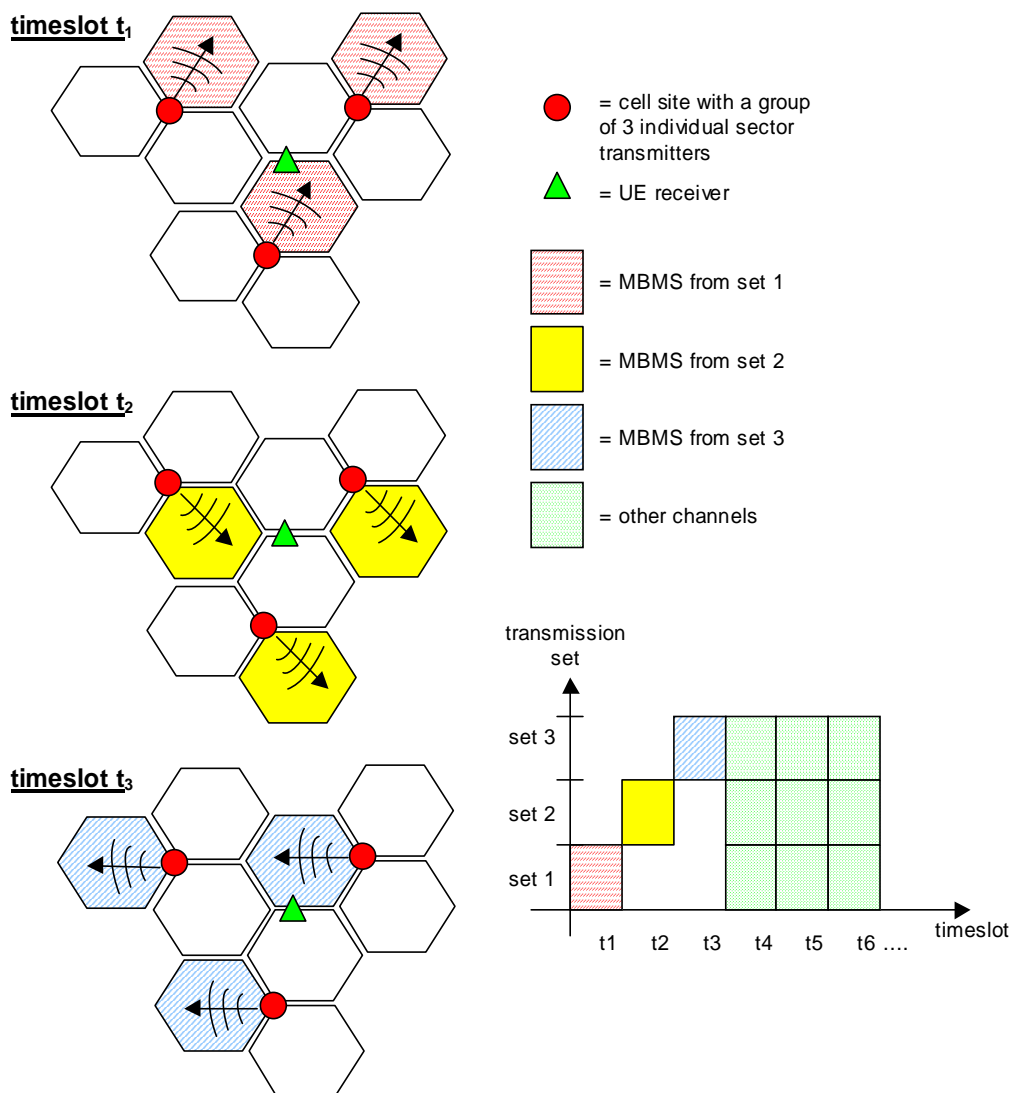 timeslot t1
= cell site with a group
of 3 individual sector
transmitters
= UE receiver
= MBMS from set 1
= MBMS from set 2
= MBMS from set 3
= other channels
timeslot t2
timeslot t3
transmission
set
set 3
set 2
set 1
timeslot
t1 t2 t3 t4 t5 t6 ....